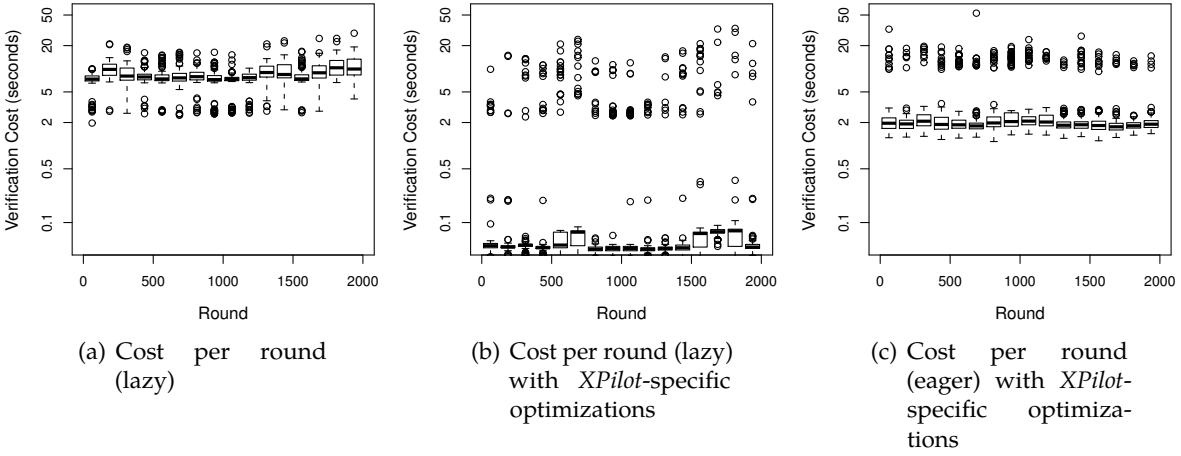 Verification Cost (seconds)
50
20
5
2
0.5
0.1
0 500 1000 1500 2000
Round
(a) Cost per round
(lazy)
Verification Cost (seconds)
50
20
5
2
0.5
0.1
0 500 1000 1500 2000
Round
(b) Cost per round (lazy)
with XPilot-specific
optimizations
Verification Cost (seconds)
50
20
5
2
0.5
0.1
0 500 1000 1500 2000
Round
(c) Cost per round
(eager) with XPilot-
specific optimiza-
tions